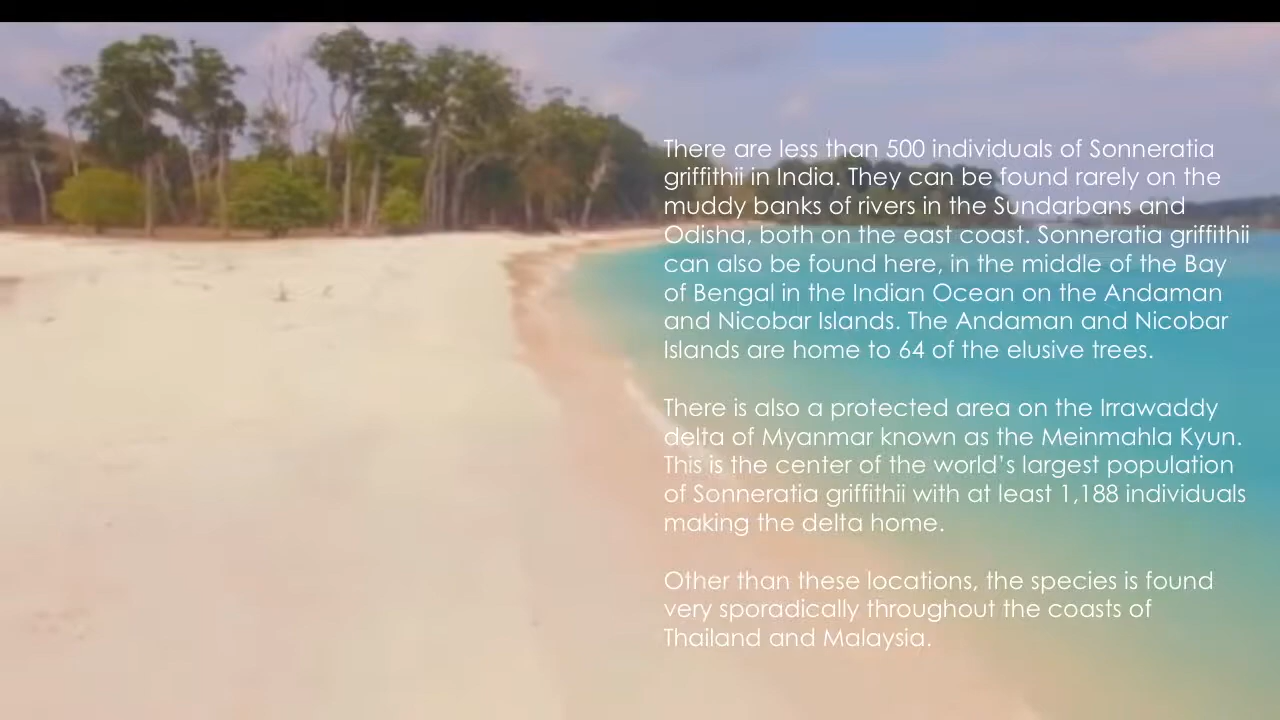 There are less than 500 individuals of Sonneratia
griffithii in India. They can be found rarely on the
muddy banks of rivers in the Sundarbans and
Odisha, both on the east coast. Sonneratia griffithii
can also be found here, in the middle of the Bay
of Bengal in the Indian Ocean on the Andaman
and Nicobar Islands. The Andaman and Nicobar
Islands are home to 64 of the elusive trees.
There is also a protected area on the Irrawaddy
delta of Myanmar known as the Meinmahla Kyun.
This is the center of the world’s largest population
of Sonneratia griffithii with at least 1,188 individuals
making the delta home.
Other than these locations, the species is found
very sporadically throughout the coasts of
Thailand and Malaysia.